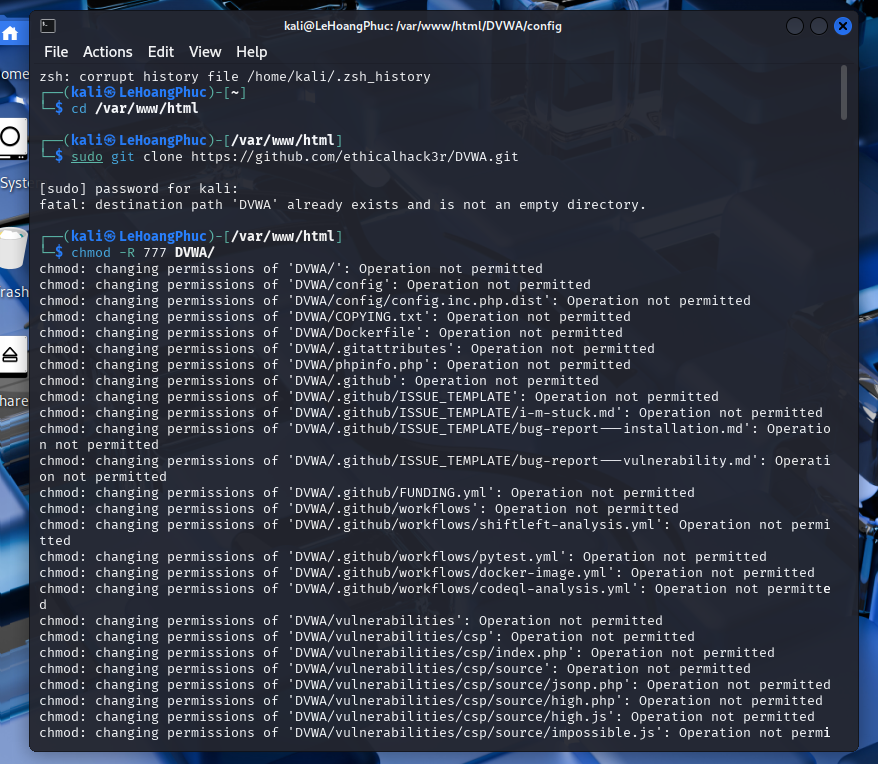 kali@LeHoangPhuc: /var/www/html/DVWA/config
File Actions Edit View Help
zsh: corrupt history file /home/kali/.zsh_history
┌──(kali㉿LeHoangPhuc)-[~]
└─$ cd /var/www/html
┌──(kali㉿LeHoangPhuc)-[/var/www/html]
└─$ sudo git clone https://github.com/ethicalhack3r/DVWA.git
[sudo] password for kali:
fatal: destination path 'DVWA' already exists and is not an empty directory.
┌──(kali㉿LeHoangPhuc)-[/var/www/html]
└─$ chmod -R 777 DVWA/
chmod: changing permissions of 'DVWA/': Operation not permitted
chmod: changing permissions of 'DVWA/config': Operation not permitted
chmod: changing permissions of 'DVWA/config/config.inc.php.dist': Operation not permitted
chmod: changing permissions of 'DVWA/COPYING.txt': Operation not permitted
chmod: changing permissions of 'DVWA/Dockerfile': Operation not permitted
chmod: changing permissions of 'DVWA/.gitattributes': Operation not permitted
chmod: changing permissions of 'DVWA/phpinfo.php': Operation not permitted
chmod: changing permissions of 'DVWA/.github': Operation not permitted
chmod: changing permissions of 'DVWA/.github/ISSUE_TEMPLATE': Operation not permitted
chmod: changing permissions of 'DVWA/.github/ISSUE_TEMPLATE/i-m-stuck.md': Operation not permitted
chmod: changing permissions of 'DVWA/.github/ISSUE_TEMPLATE/bug-report---installation.md': Operatio
n not permitted
chmod: changing permissions of 'DVWA/.github/ISSUE_TEMPLATE/bug-report---vulnerability.md': Operati
on not permitted
chmod: changing permissions of 'DVWA/.github/FUNDING.yml': Operation not permitted
chmod: changing permissions of 'DVWA/.github/workflows': Operation not permitted
chmod: changing permissions of 'DVWA/.github/workflows/shiftleft-analysis.yml': Operation not permi
tted
chmod: changing permissions of 'DVWA/.github/workflows/pytest.yml': Operation not permitted
chmod: changing permissions of 'DVWA/.github/workflows/docker-image.yml': Operation not permitted
chmod: changing permissions of 'DVWA/.github/workflows/codeql-analysis.yml': Operation not permitte
d
chmod: changing permissions of 'DVWA/vulnerabilities': Operation not permitted
chmod: changing permissions of 'DVWA/vulnerabilities/csp': Operation not permitted
chmod: changing permissions of 'DVWA/vulnerabilities/csp/index.php': Operation not permitted
chmod: changing permissions of 'DVWA/vulnerabilities/csp/source': Operation not permitted
chmod: changing permissions of 'DVWA/vulnerabilities/csp/source/jsonp.php': Operation not permitted
chmod: changing permissions of 'DVWA/vulnerabilities/csp/source/high.php': Operation not permitted
chmod: changing permissions of 'DVWA/vulnerabilities/csp/source/high.js': Operation not permitted
chmod: changing permissions of 'DVWA/vulnerabilities/csp/source/impossible.js': Operation not permi
ome
Syst
rash
hare